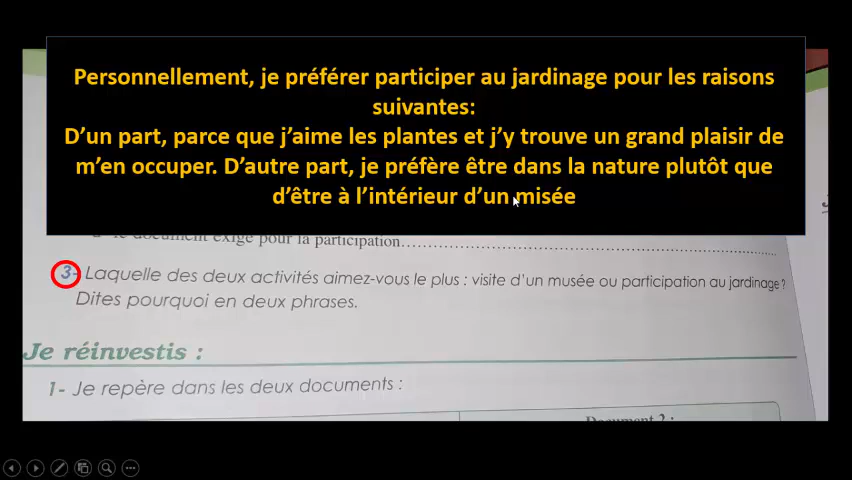 Personnellement, je préférer participer au jardinage pour les raisons
suivantes:
D’un part, parce que j’aime les plantes et j’y trouve un grand plaisir de
m’en occuper. D’autre part, je préfère être dans la nature plutôt que
d’être à l’intérieur d’un misée
le document exigé pour la participation
3- Laquelle des deux activités aimez-vous le plus : visite d’un musée ou participation au jardinage?
Dites pourquoi en deux phrases.
Je réinvestis :
1- Je repère dans les deux documents :
Document 2 :